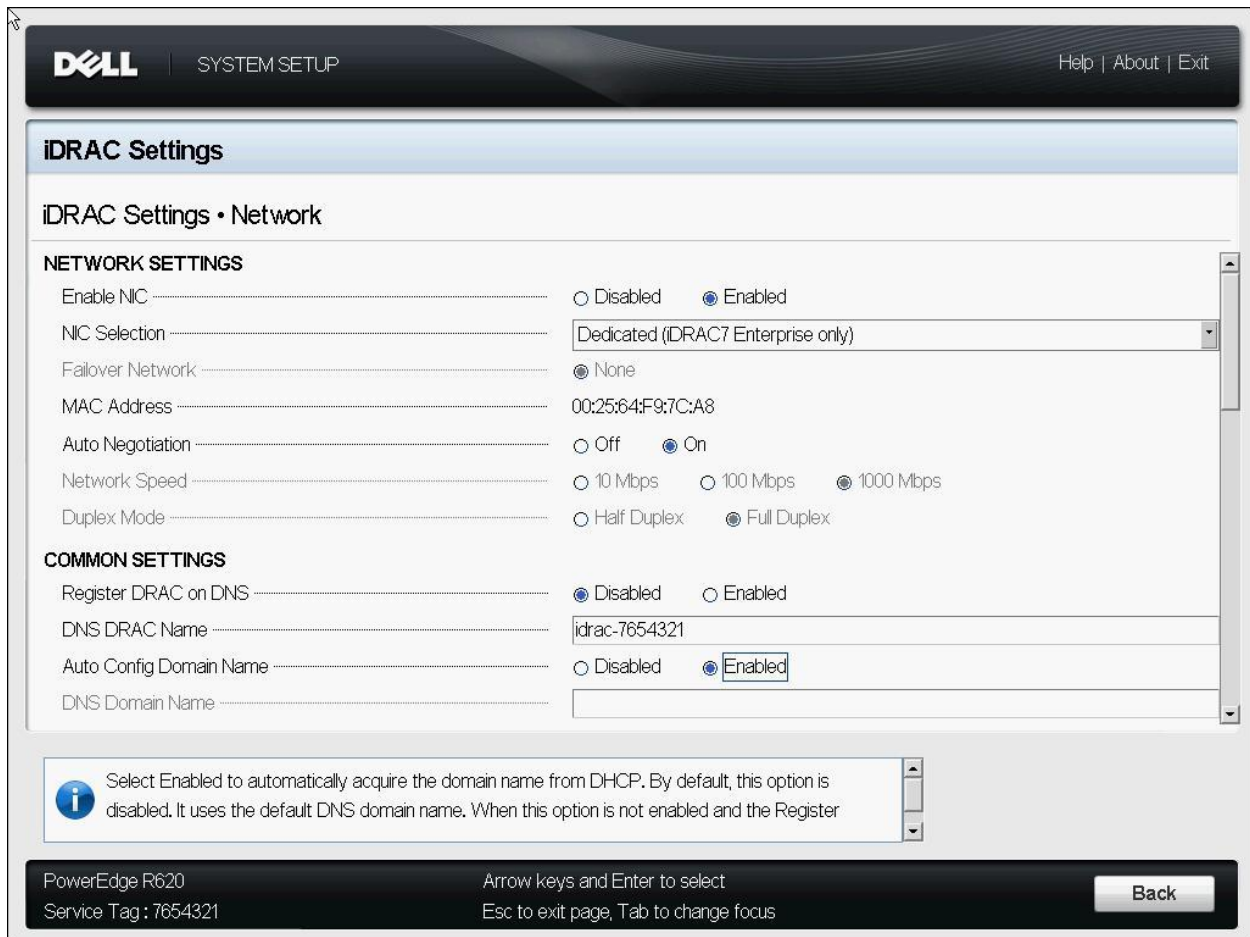 DELL
SYSTEM SETUP
Help | About | Exit
iDRAC Settings
iDRAC Settings • Network
NETWORK SETTINGS
Enable NIC Disabled Enabled
NIC Selection Dedicated (iDRAC7 Enterprise only)
Failover Network None
MAC Address 00:25:64:F9:7C:A8
Auto Negotiation Off On
Network Speed 10 Mbps 100 Mbps 1000 Mbps
Duplex Mode Half Duplex Full Duplex
COMMON SETTINGS
Register DRAC on DNS Disabled Enabled
DNS DRAC Name idrac-7654321
Auto Config Domain Name Disabled Enabled
DNS Domain Name
Select Enabled to automatically acquire the domain name from DHCP. By default, this option is
disabled. It uses the default DNS domain name. When this option is not enabled and the Register
PowerEdge R620
Service Tag : 7654321
Arrow keys and Enter to select
Esc to exit page, Tab to change focus
Back